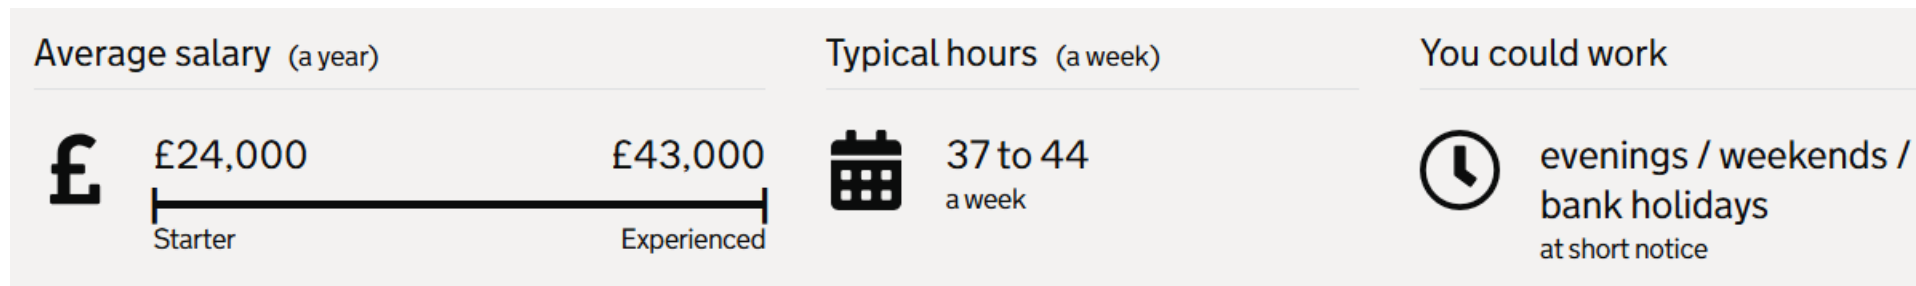 Average salary (a year)
£24,000 £43,000
Starter Experienced
Typical hours (a week)
37 to 44
a week
You could work
evenings / weekends /
bank holidays
at short notice